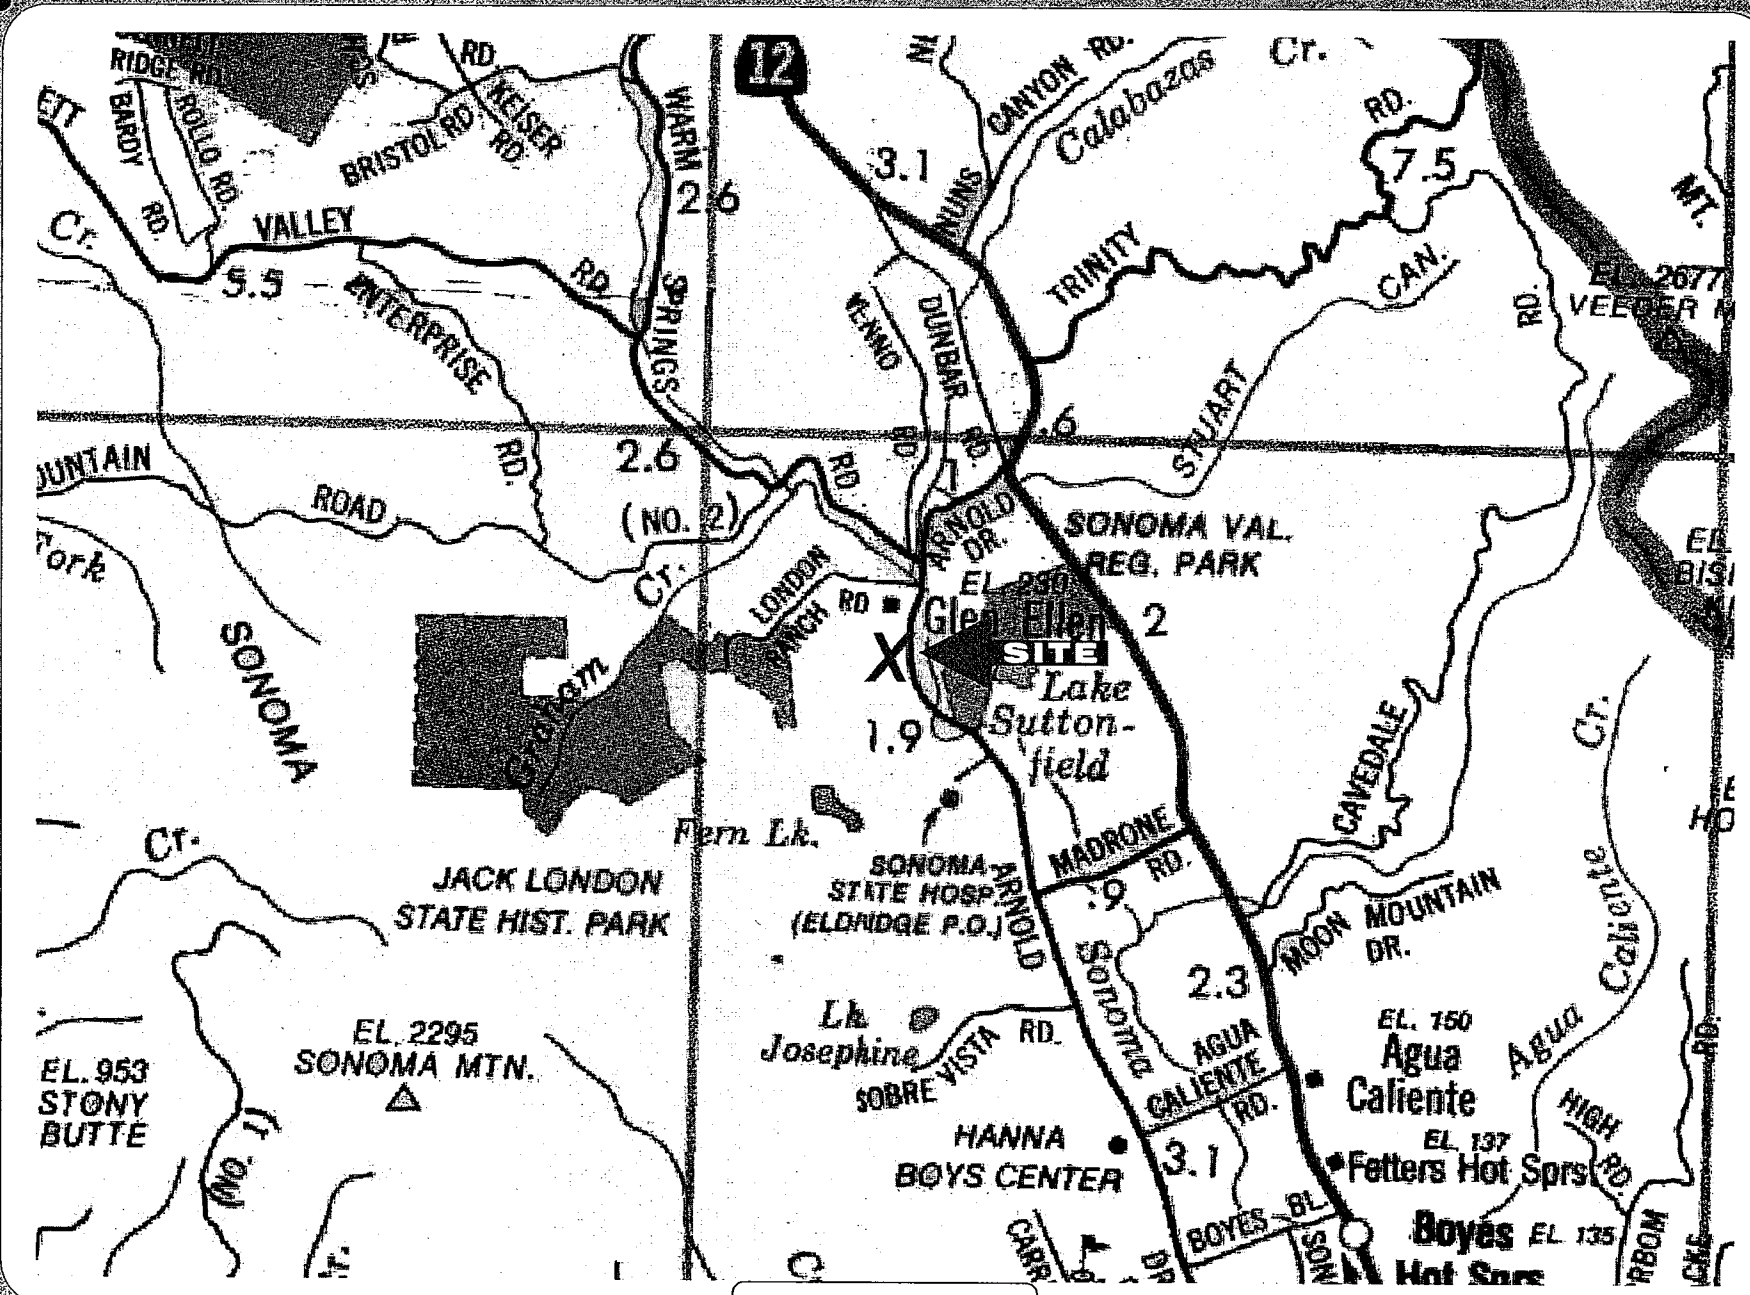 RIDGE RD.
BARDY
RD.
ROLLO RD.
RD
KEISER
RD.
BRISTOL RD.
WARM
SPRINGS
2.6
12
3.1
NUNS
CANYON RD.
Calabazas
Cr.
RD.
7.5
MT.
Cr.
VALLEY
RD
5.5
ENTERPRISE
RD.
TRINITY
CAN.
STUART
RD.
EL. 2677
DUNBAR
RD.
RD
.6
2.6
RD.
(NO. 2)
ROAD
1
ARNOLD
DR.
SONOMA VAL.
REG. PARK
Cr.
Graham
LONDON
RANCH
RD
EL 230
Glen Ellen
X
SITE
2
Lake
Sutton-
field
1.9
SONOMA
CAVEDALE
Cr.
Fern Lk.
Cr.
JACK LONDON
STATE HIST. PARK
SONOMA
STATE HOSP.
(ELDRIDGE P.O.)
ARNOLD
MADRONE
RD.
.9
MOON MOUNTAIN
DR.
Sonoma
2.3
Agua
Caliente
Lk.
Josephine
SOBRE VISTA
RD.
EL. 2295
SONOMA MTN.
EL. 953
STONY
BUTTE
AGUA
CALIENTE
RD.
EL. 150
Agua
Caliente
RD.
HIGH
RD.
EL. 137
Fetters Hot Sprs.
HANNA
BOYS CENTER
3.1
BOYES BL.
Boyes
Hot Sprs
EL 135
DR